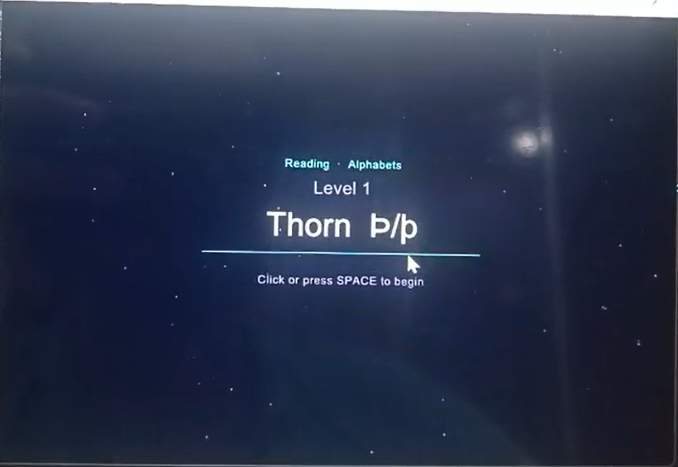 Reading · Alphabets
Level 1
Thorn Þ/þ
Click or press SPACE to begin